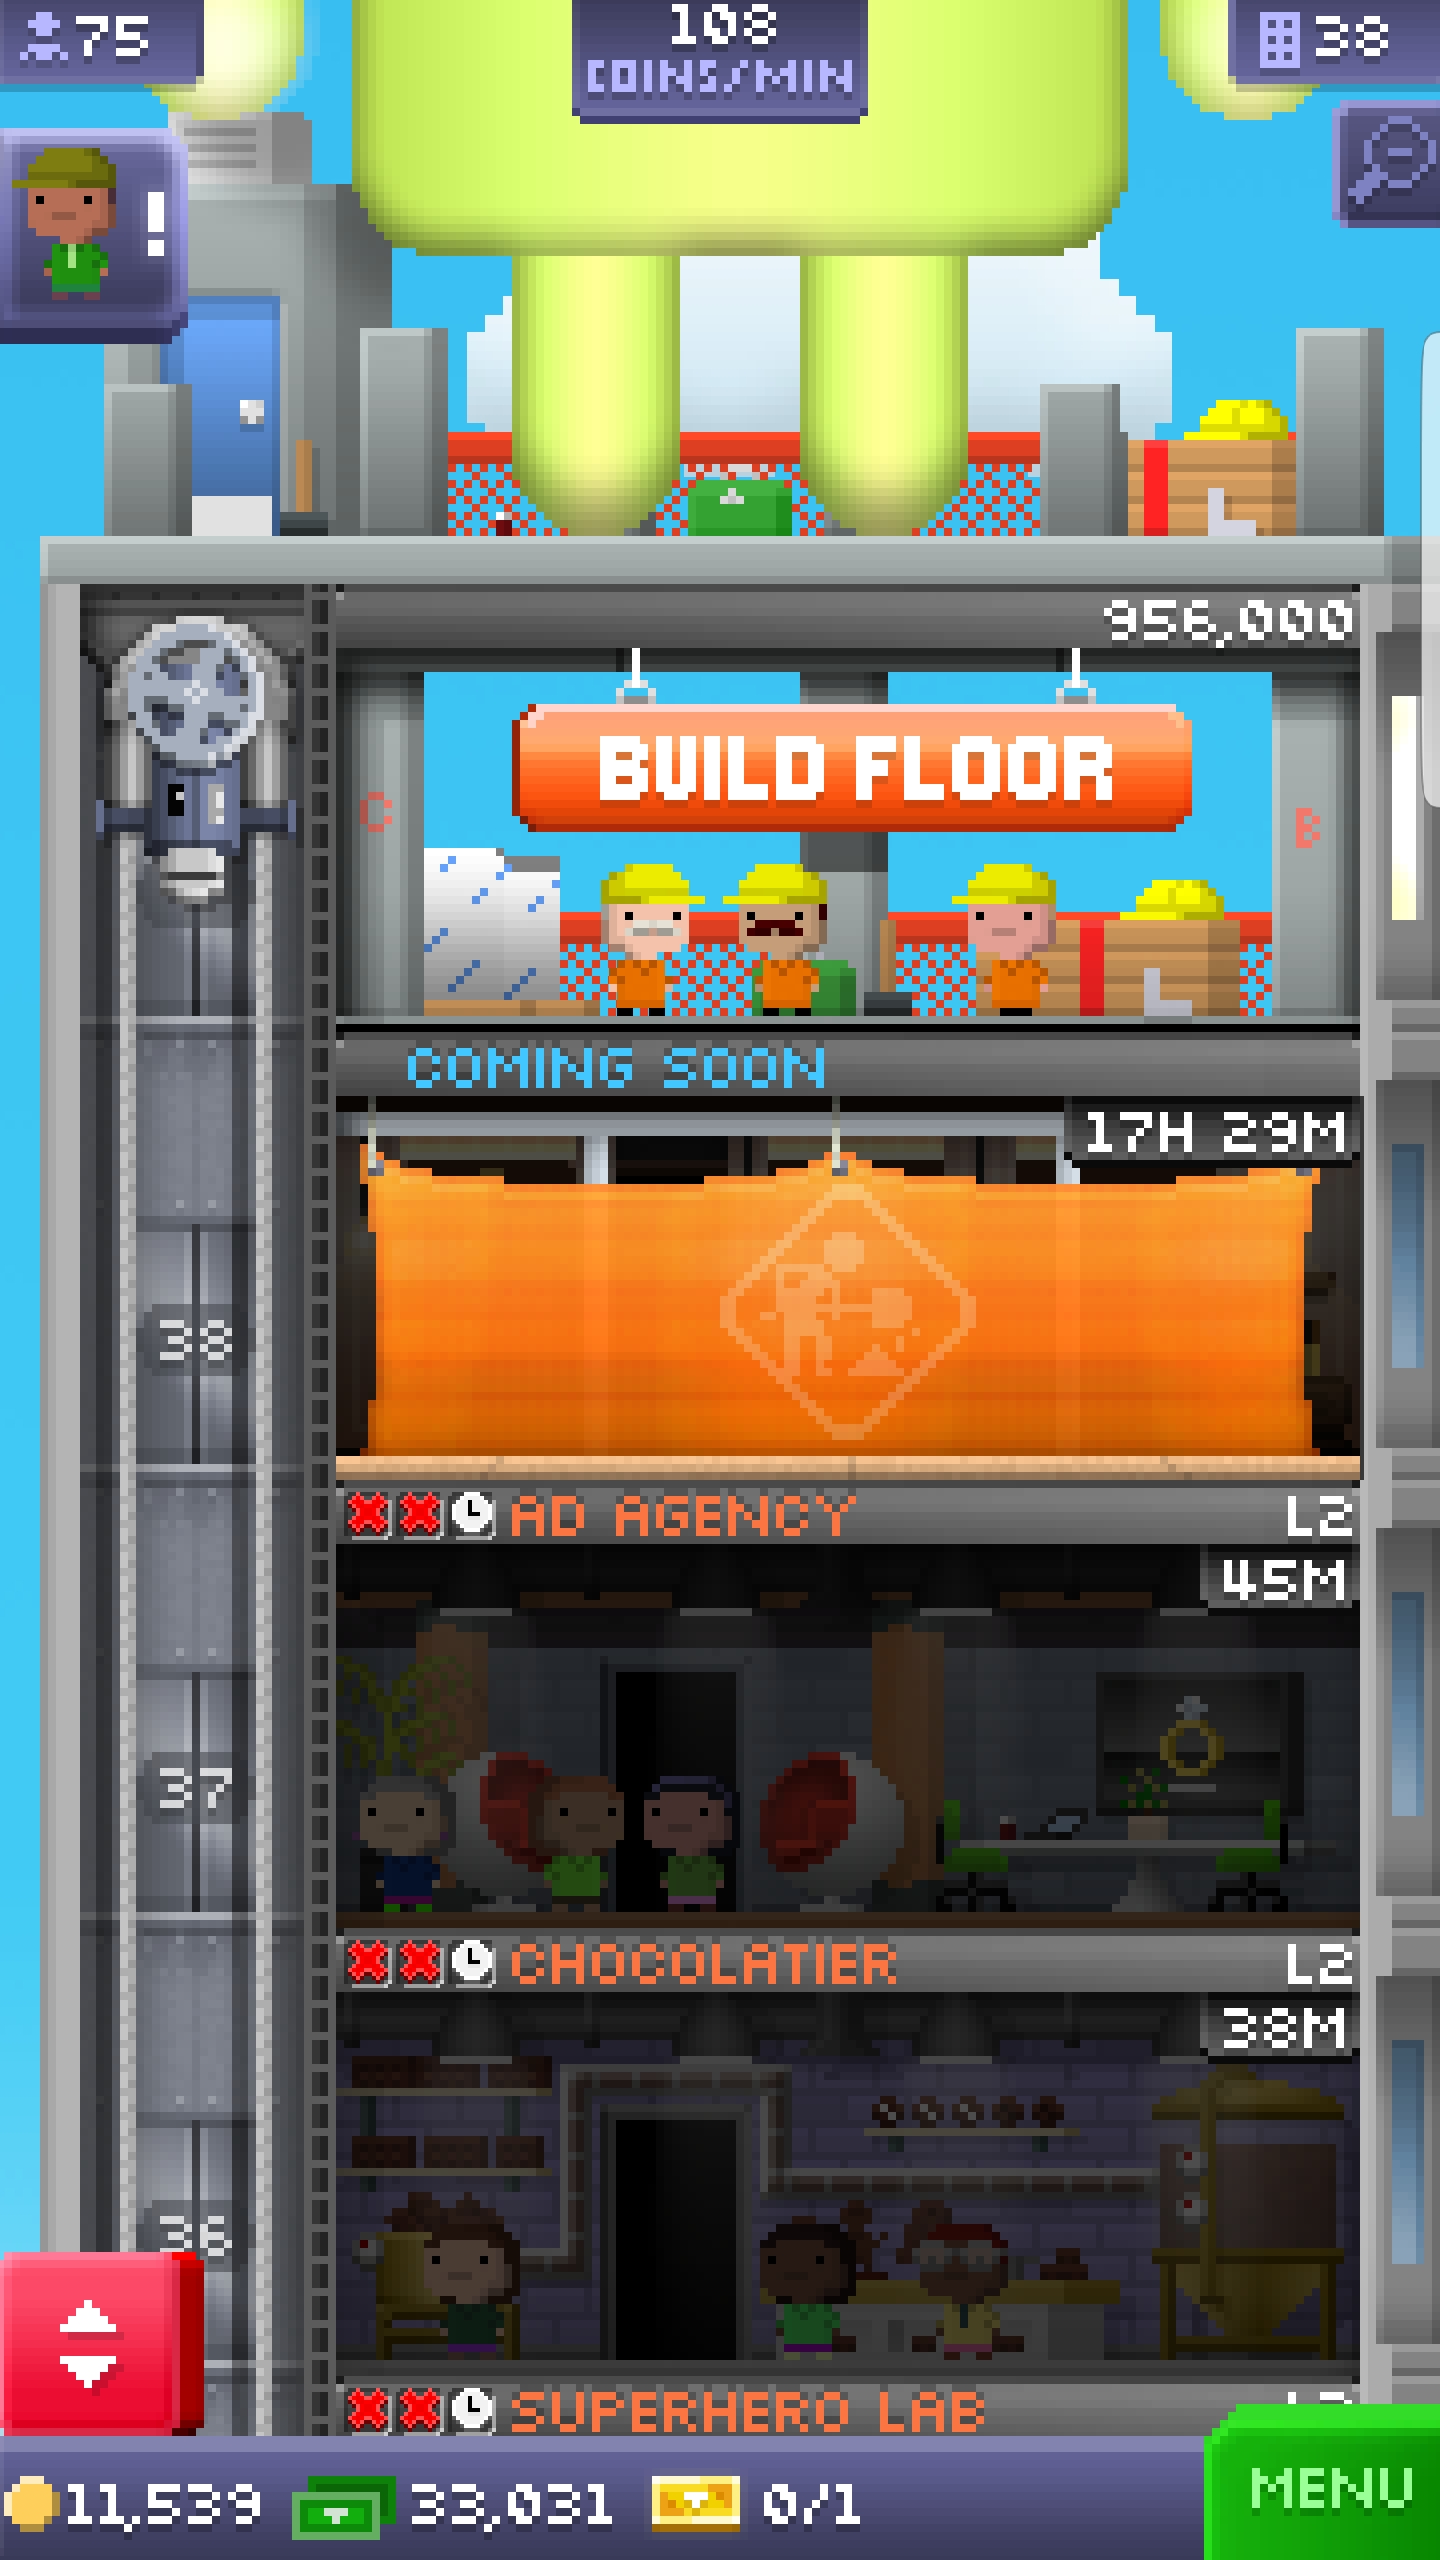 75
108
COINS/MIN
38
!
956,000
BUILD FLOOR
C
B
COMING SOON
17H 29M
38
AD AGENCY L2
45M
37
CHOCOLATIER L2
38M
36
SUPERHERO LAB
11,539 33,031 0/1 MENU